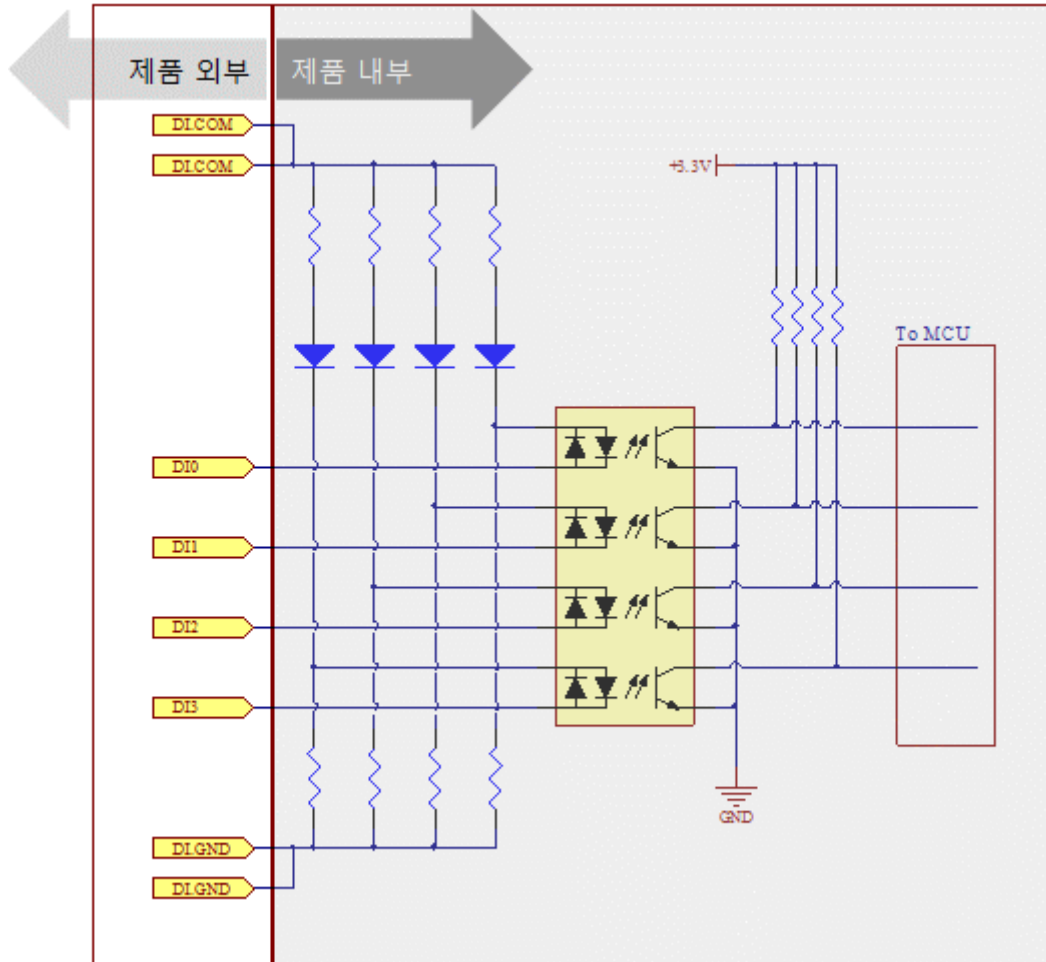 제품 외부
제품 내부
DI.COM
DI.COM
+3.3V
To MCU
DI0
DI1
DI2
DI3
GND
DI.GND
DI.GND